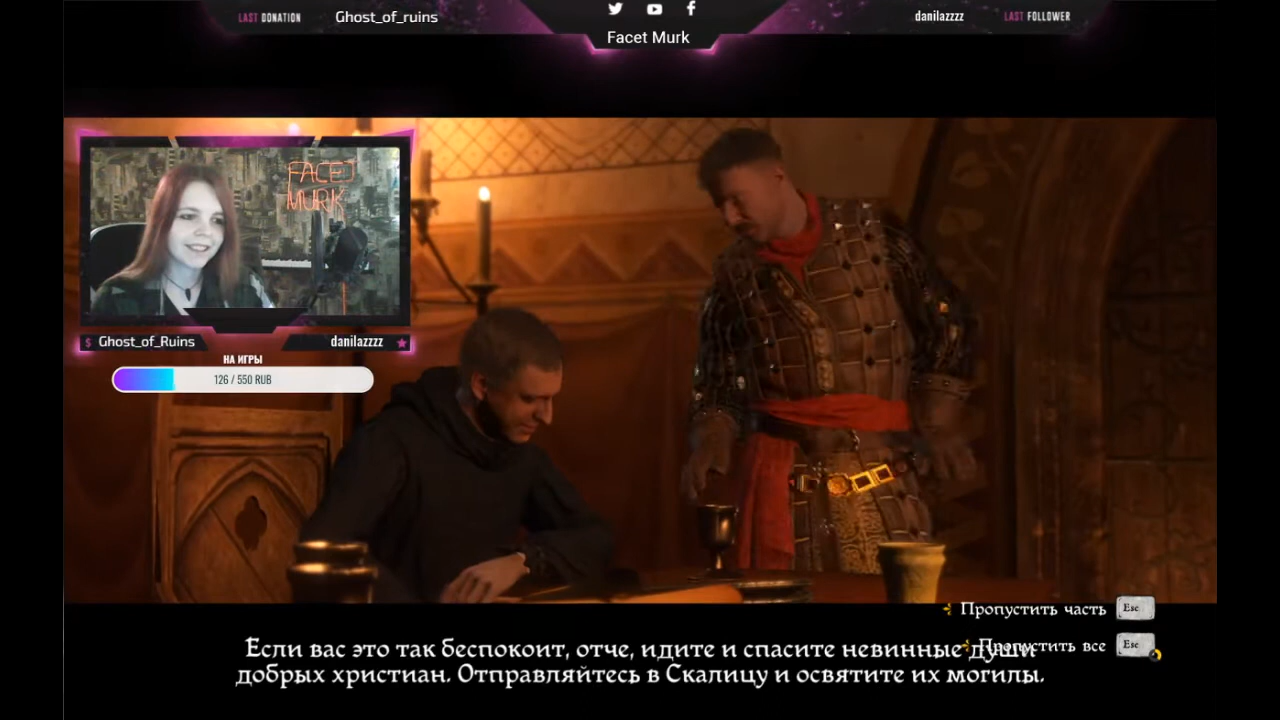 LAST DONATION Ghost_of_ruins
danilazzzz LAST FOLLOWER
Facet Murk
FACET
MURK
$ Ghost_of_Ruins danilazzzz
НА ИГРЫ
126 / 550 RUB
Пропустить часть Esc
Пропустить все Esc
Если вас это так беспокоит, отче, идите и спасите невинные души
добрых христиан. Отправляйтесь в Скалицу и освятите их могилы.